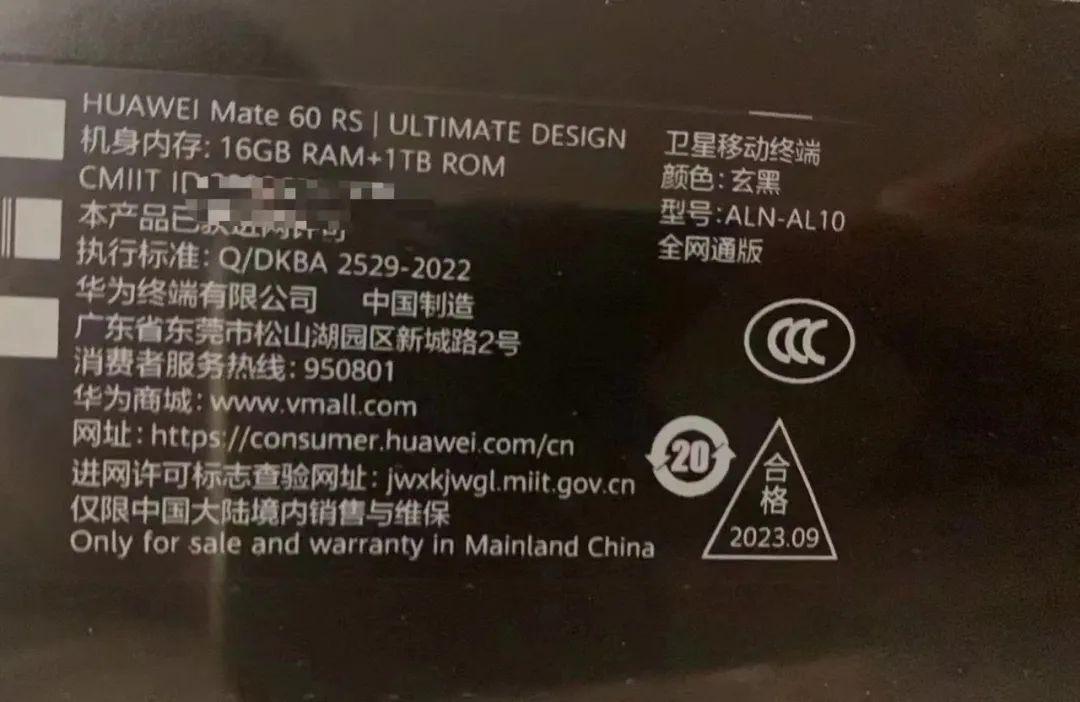 HUAWEI Mate 60 RS | ULTIMATE DESIGN
机身内存: 16GB RAM+1TB ROM
CMIIT ID
本产品已获进网许可
执行标准: Q/DKBA 2529-2022
华为终端有限公司 中国制造
广东省东莞市松山湖园区新城路2号
消费者服务热线: 950801
华为商城: www.vmall.com
网址: https://consumer.huawei.com/cn
进网许可标志查验网址: jwxkjwgl.miit.gov.cn
仅限中国大陆境内销售与维保
Only for sale and warranty in Mainland China
卫星移动终端
颜色: 玄黑
型号: ALN-AL10
全网通版
CCC
20
合格
2023.09